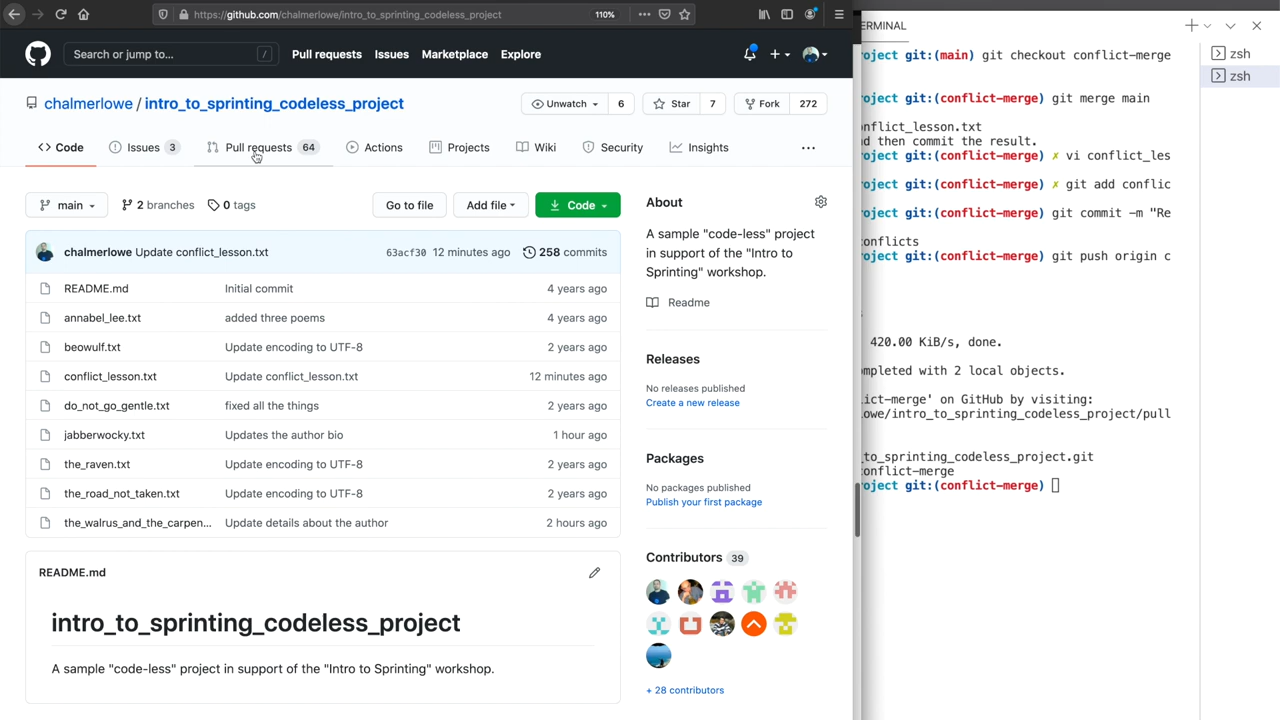 https://github.com/chalmerlowe/intro_to_sprinting_codeless_project
110%
Search or jump to...
/
Pull requests
Issues
Marketplace
Explore
chalmerlowe / intro_to_sprinting_codeless_project
Unwatch
6
Star
7
Fork
272
Code
Issues 3
Pull requests 64
Actions
Projects
Wiki
Security
Insights
main
2 branches
0 tags
Go to file
Add file
Code
chalmerlowe Update conflict_lesson.txt
63acf30 12 minutes ago
258 commits
README.md Initial commit 4 years ago
annabel_lee.txt added three poems 4 years ago
beowulf.txt Update encoding to UTF-8 2 years ago
conflict_lesson.txt Update conflict_lesson.txt 12 minutes ago
do_not_go_gentle.txt fixed all the things 2 years ago
jabberwocky.txt Updates the author bio 1 hour ago
the_raven.txt Update encoding to UTF-8 2 years ago
the_road_not_taken.txt Update encoding to UTF-8 2 years ago
the_walrus_and_the_carpen... Update details about the author 2 hours ago
README.md
intro_to_sprinting_codeless_project
A sample "code-less" project in support of the "Intro to Sprinting" workshop.
About
A sample "code-less" project
in support of the "Intro to
Sprinting" workshop.
Readme
Releases
No releases published
Create a new release
Packages
No packages published
Publish your first package
Contributors 39
+ 28 contributors
ERMINAL
oject git:(main) git checkout conflict-merge
oject git:(conflict-merge) git merge main
nflict_lesson.txt
d then commit the result.
oject git:(conflict-merge) ✗ vi conflict_les
oject git:(conflict-merge) ✗ git add conflic
oject git:(conflict-merge) git commit -m "Re
conflicts
oject git:(conflict-merge) git push origin c
s
420.00 KiB/s, done.
ompleted with 2 local objects.
ict-merge' on GitHub by visiting:
owe/intro_to_sprinting_codeless_project/pull
_to_sprinting_codeless_project.git
conflict-merge
oject git:(conflict-merge)
zsh
zsh